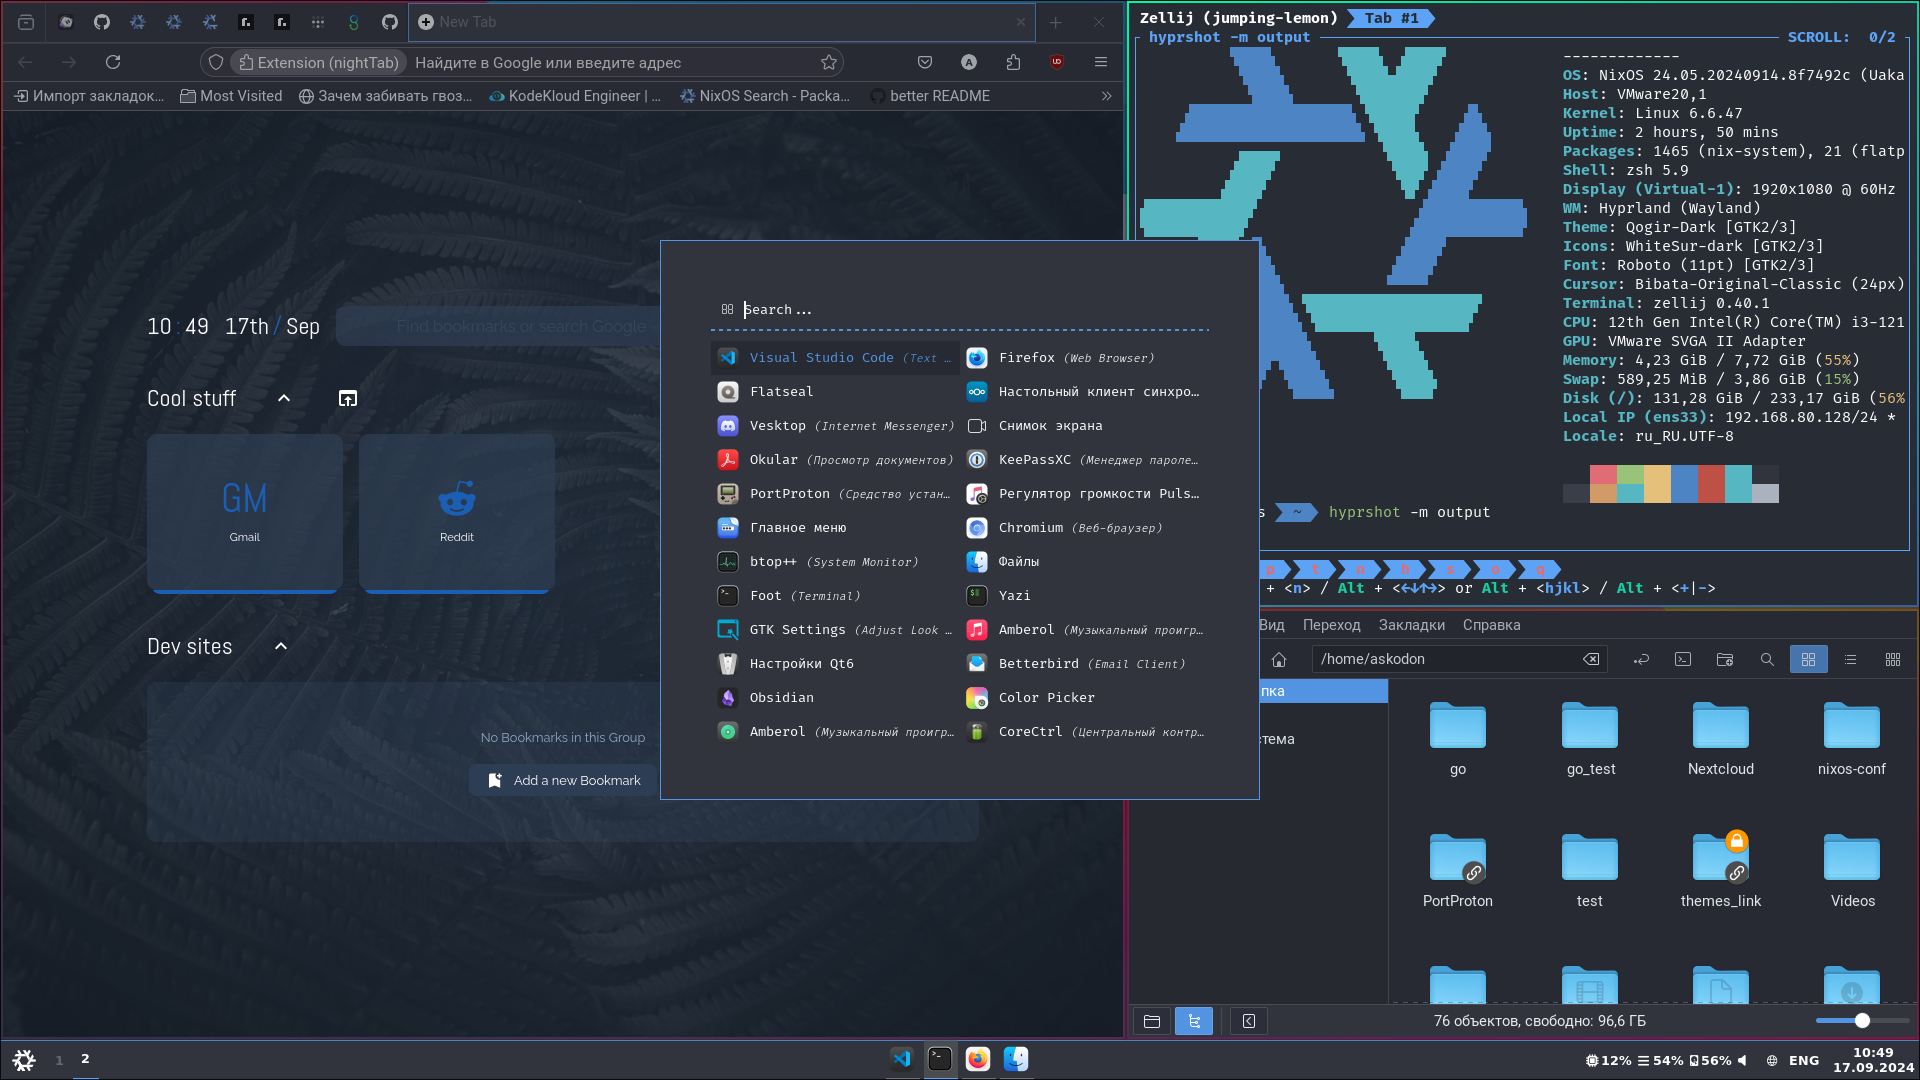 New Tab
Extension (nightTab)
Найдите в Google или введите адрес
Импорт закладок…
Most Visited
Зачем забивать гвоз…
KodeKloud Engineer | …
NixOS Search - Packa…
better README
10:49 17th/Sep
Find bookmarks or search Google
Cool stuff
GM
Gmail
Reddit
Dev sites
No Bookmarks in this Group
Add a new Bookmark
Search...
Visual Studio Code (Text …
Firefox (Web Browser)
Flatseal
Настольный клиент синхро…
Vesktop (Internet Messenger)
Снимок экрана
Okular (Просмотр документов)
KeePassXC (Менеджер пароле…
PortProton (Средство устан…
Регулятор громкости Puls…
Главное меню
Chromium (Веб-браузер)
btop++ (System Monitor)
Файлы
Foot (Terminal)
Yazi
GTK Settings (Adjust Look …
Amberol (Музыкальный проигр…
Настройки Qt6
Betterbird (Email Client)
Obsidian
Color Picker
Amberol (Музыкальный проигр…
CoreCtrl (Центральный контр…
Zellij (jumping-lemon) Tab #1
hyprshot -m output SCROLL: 0/2
-------------
OS: NixOS 24.05.20240914.8f7492c (Uaka
Host: VMware20,1
Kernel: Linux 6.6.47
Uptime: 2 hours, 50 mins
Packages: 1465 (nix-system), 21 (flatp
Shell: zsh 5.9
Display (Virtual-1): 1920x1080 @ 60Hz
WM: Hyprland (Wayland)
Theme: Qogir-Dark [GTK2/3]
Icons: WhiteSur-dark [GTK2/3]
Font: Roboto (11pt) [GTK2/3]
Cursor: Bibata-Original-Classic (24px)
Terminal: zellij 0.40.1
CPU: 12th Gen Intel(R) Core(TM) i3-121
GPU: VMware SVGA II Adapter
Memory: 4,23 GiB / 7,72 GiB (55%)
Swap: 589,25 MiB / 3,86 GiB (15%)
Disk (/): 131,28 GiB / 233,17 GiB (56%
Local IP (ens33): 192.168.80.128/24 *
Locale: ru_RU.UTF-8
s ~ hyprshot -m output
p t n h s o q
+ <n> / Alt + <←↓↑→> or Alt + <hjkl> / Alt + <+|->
Вид Переход Закладки Справка
/home/askodon
пка
тема
go
go_test
Nextcloud
nixos-conf
PortProton
test
themes_link
Videos
76 объектов, свободно: 96,6 ГБ
1 2
12% 54% 56% ENG
10:49
17.09.2024